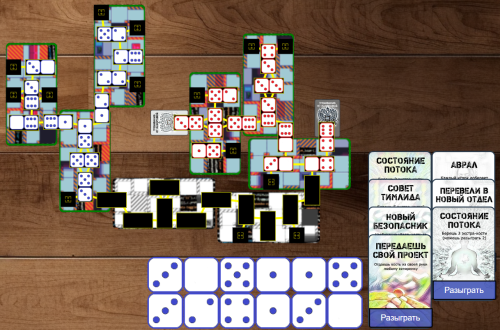 СОСТОЯНИЕ
ПОТОКА
АВРАЛ
СОВЕТ
ТИМЛИДА
ПЕРЕВЕЛИ В
НОВЫЙ ОТДЕЛ
НОВЫЙ
БЕЗОПАСНИК
СОСТОЯНИЕ
ПОТОКА
ПЕРЕДАЕШЬ
СВОЙ ПРОЕКТ
Разыграть
Разыграть